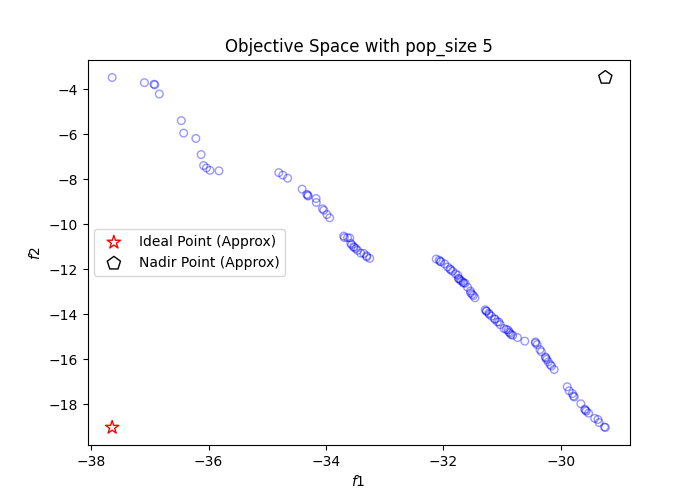 Objective Space with pop_size 5
−4
−6
−8
−10
−12
−14
−16
−18
f2
Ideal Point (Approx)
Nadir Point (Approx)
−38
−36
−34
−32
−30
f1